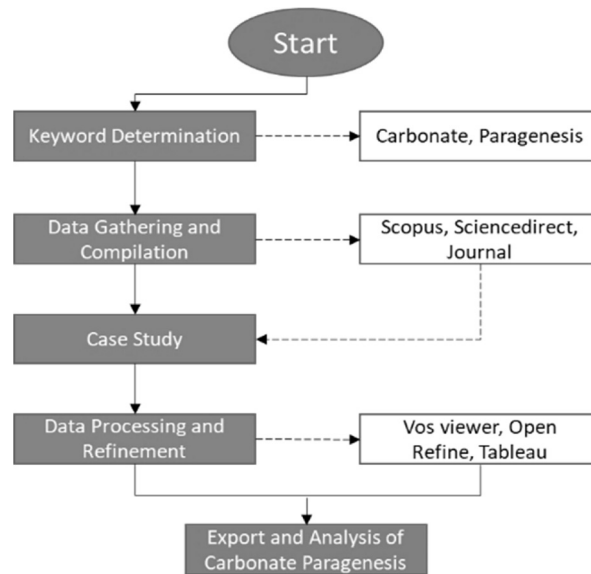 Start
Keyword Determination
Carbonate, Paragenesis
Data Gathering and
Compilation
Scopus, Sciencedirect,
Journal
Case Study
Data Processing and
Refinement
Vos viewer, Open
Refine, Tableau
Export and Analysis of
Carbonate Paragenesis